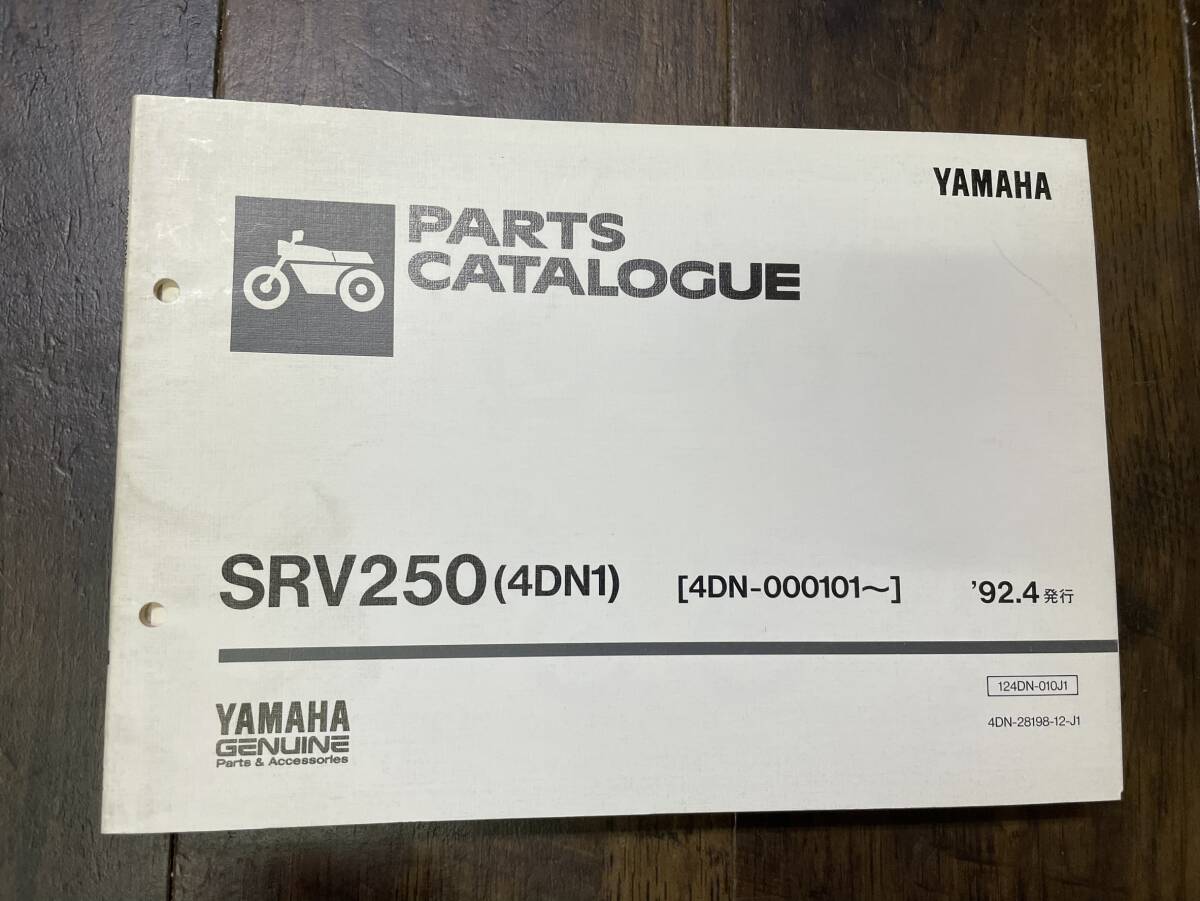 YAMAHA
PARTS
CATALOGUE
SRV250 (4DN1) [4DN-000101~] '92.4 発行
124DN-010J1
4DN-28198-12-J1
YAMAHA
GENUINE
Parts & Accessories